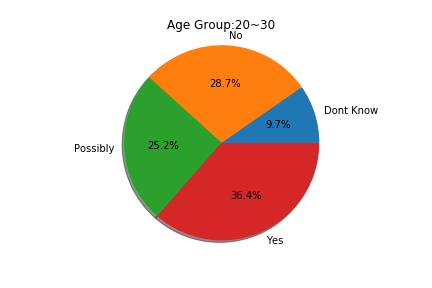 Age Group:20~30
No
28.7%
Dont Know
9.7%
Possibly
25.2%
36.4%
Yes